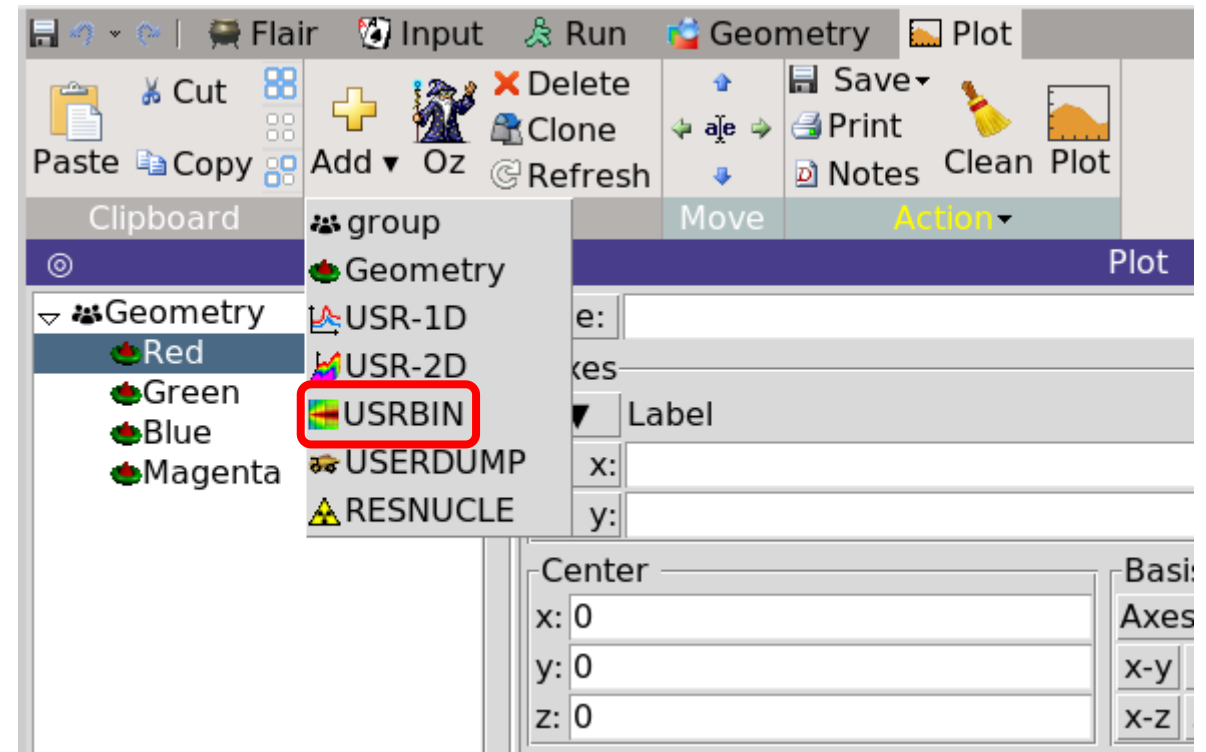 Flair Input Run Geometry Plot
Paste Cut Copy
Add Oz Delete Clone Refresh
a e
Save Print Notes Clean Plot
Clipboard Move Action
Plot
group
Geometry
USR-1D
USR-2D
USRBIN
USERDUMP
RESNUCLE
Geometry
Red
Green
Blue
Magenta
e:
xes
Label
x:
y:
Center
x: 0
y: 0
z: 0
Basi
Axes
x-y
x-z